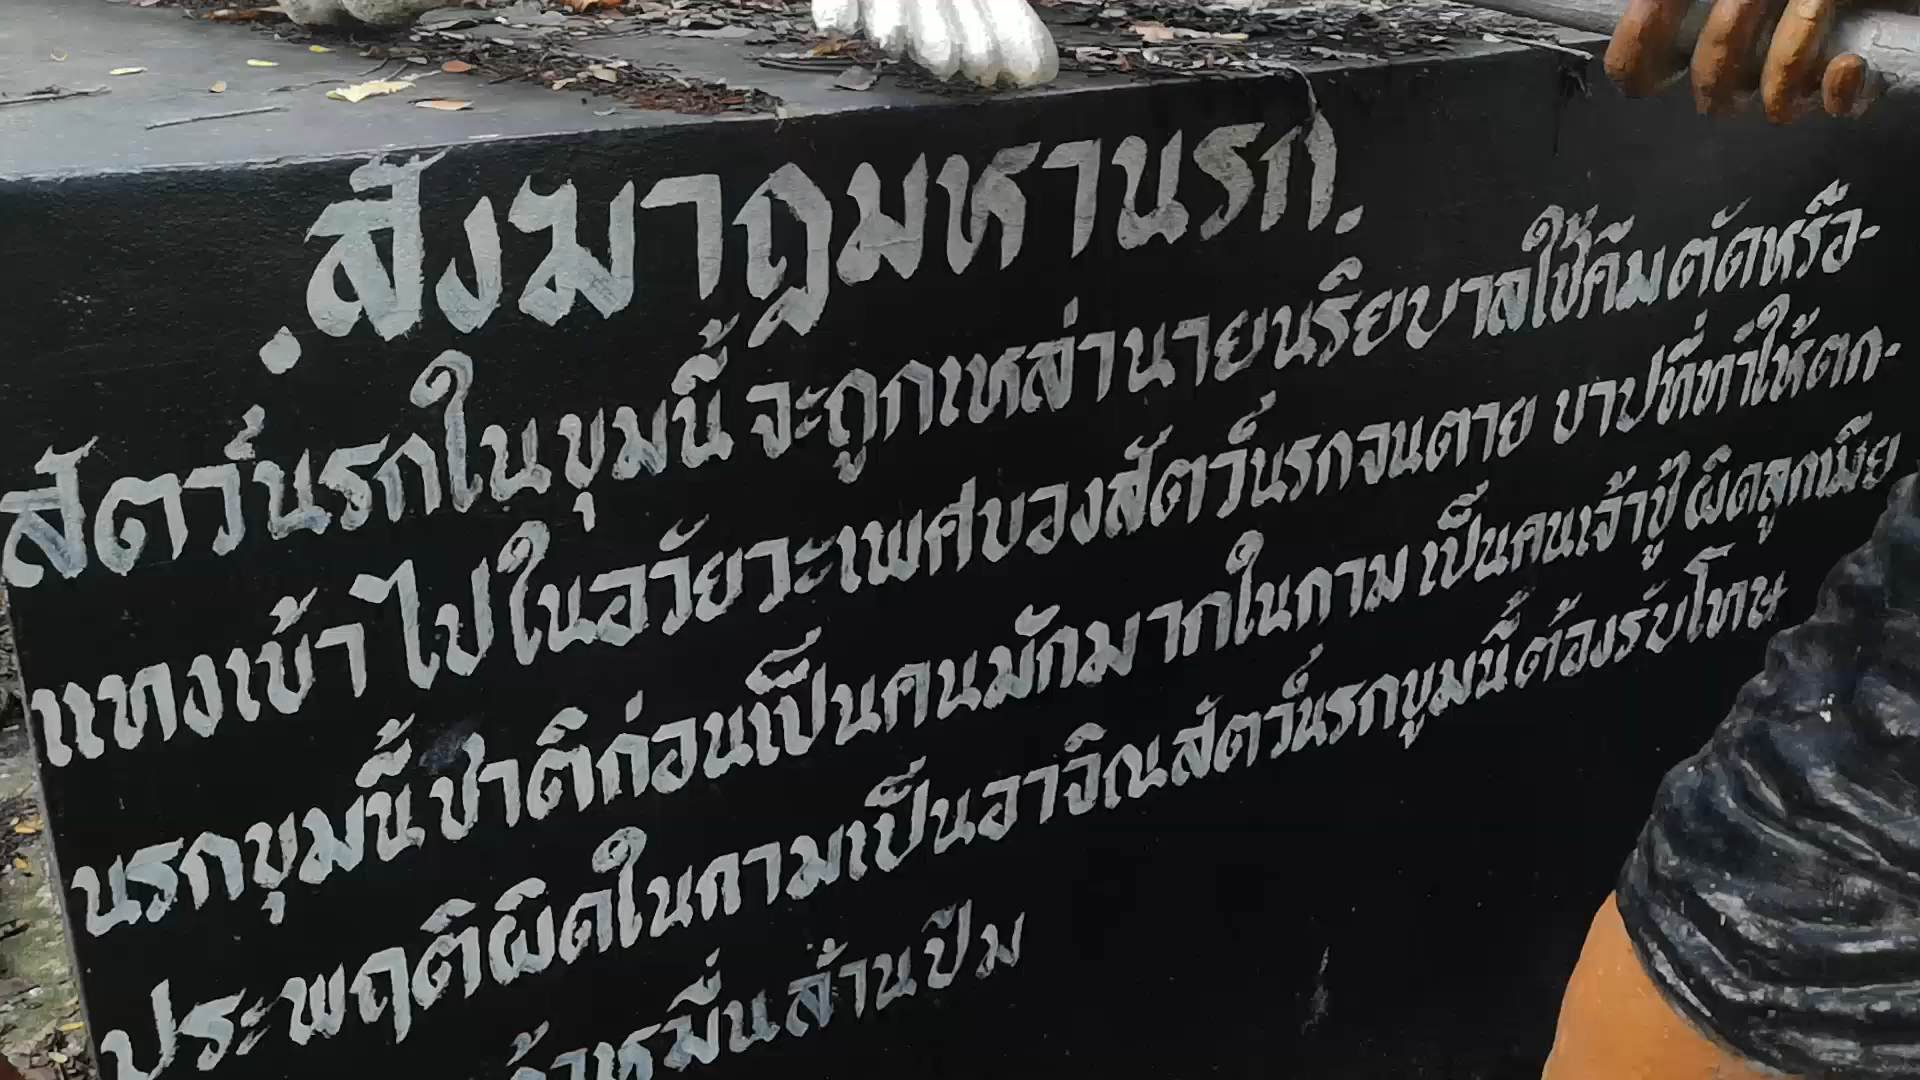 .สังฆาฏมหานรก.
สัตว์นรกในขุมนี้ จะถูกเหล่านายนริยบาลใช้คีม ตัดหรือ-
แทงเข้า ไปในอวัยวะเพศของสัตว์นรกจนตาย บาปที่ทำให้ตก-
นรกขุมนี้ ชาติก่อนเป็นคนมักมากในกาม เป็นคนเจ้าชู้ ผิดลูกเมีย
ประพฤติผิดในกามเป็นอาจิณสัตว์นรกขุมนี้ ต้องรับโทษ
หมื่นล้านปีม